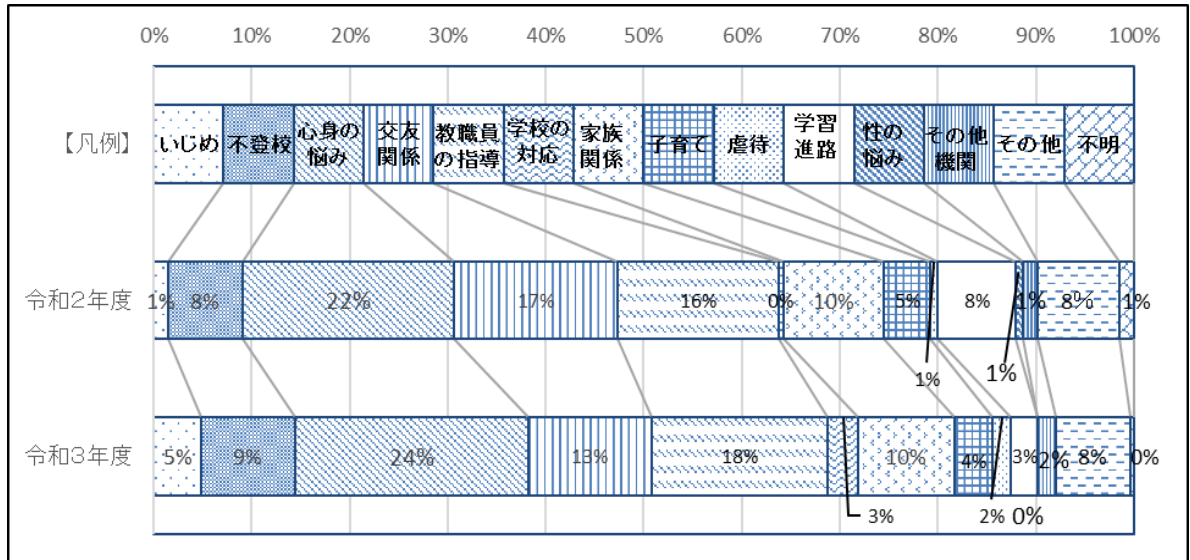 0% 10% 20% 30% 40% 50% 60% 70% 80% 90% 100%
【凡例】
いじめ
不登校
心身の
悩み
交友
関係
教職員
の指導
学校の
対応
家族
関係
子育て
虐待
学習
進路
性の
悩み
その他
機関
その他
不明
令和2年度
1% 8% 22% 17% 16% 0% 10% 5% 8% 1% 8% 1%
1% 1%
令和3年度
5% 9% 24% 13% 18% 10% 4% 3% 2% 8% 0%
3% 2% 0%